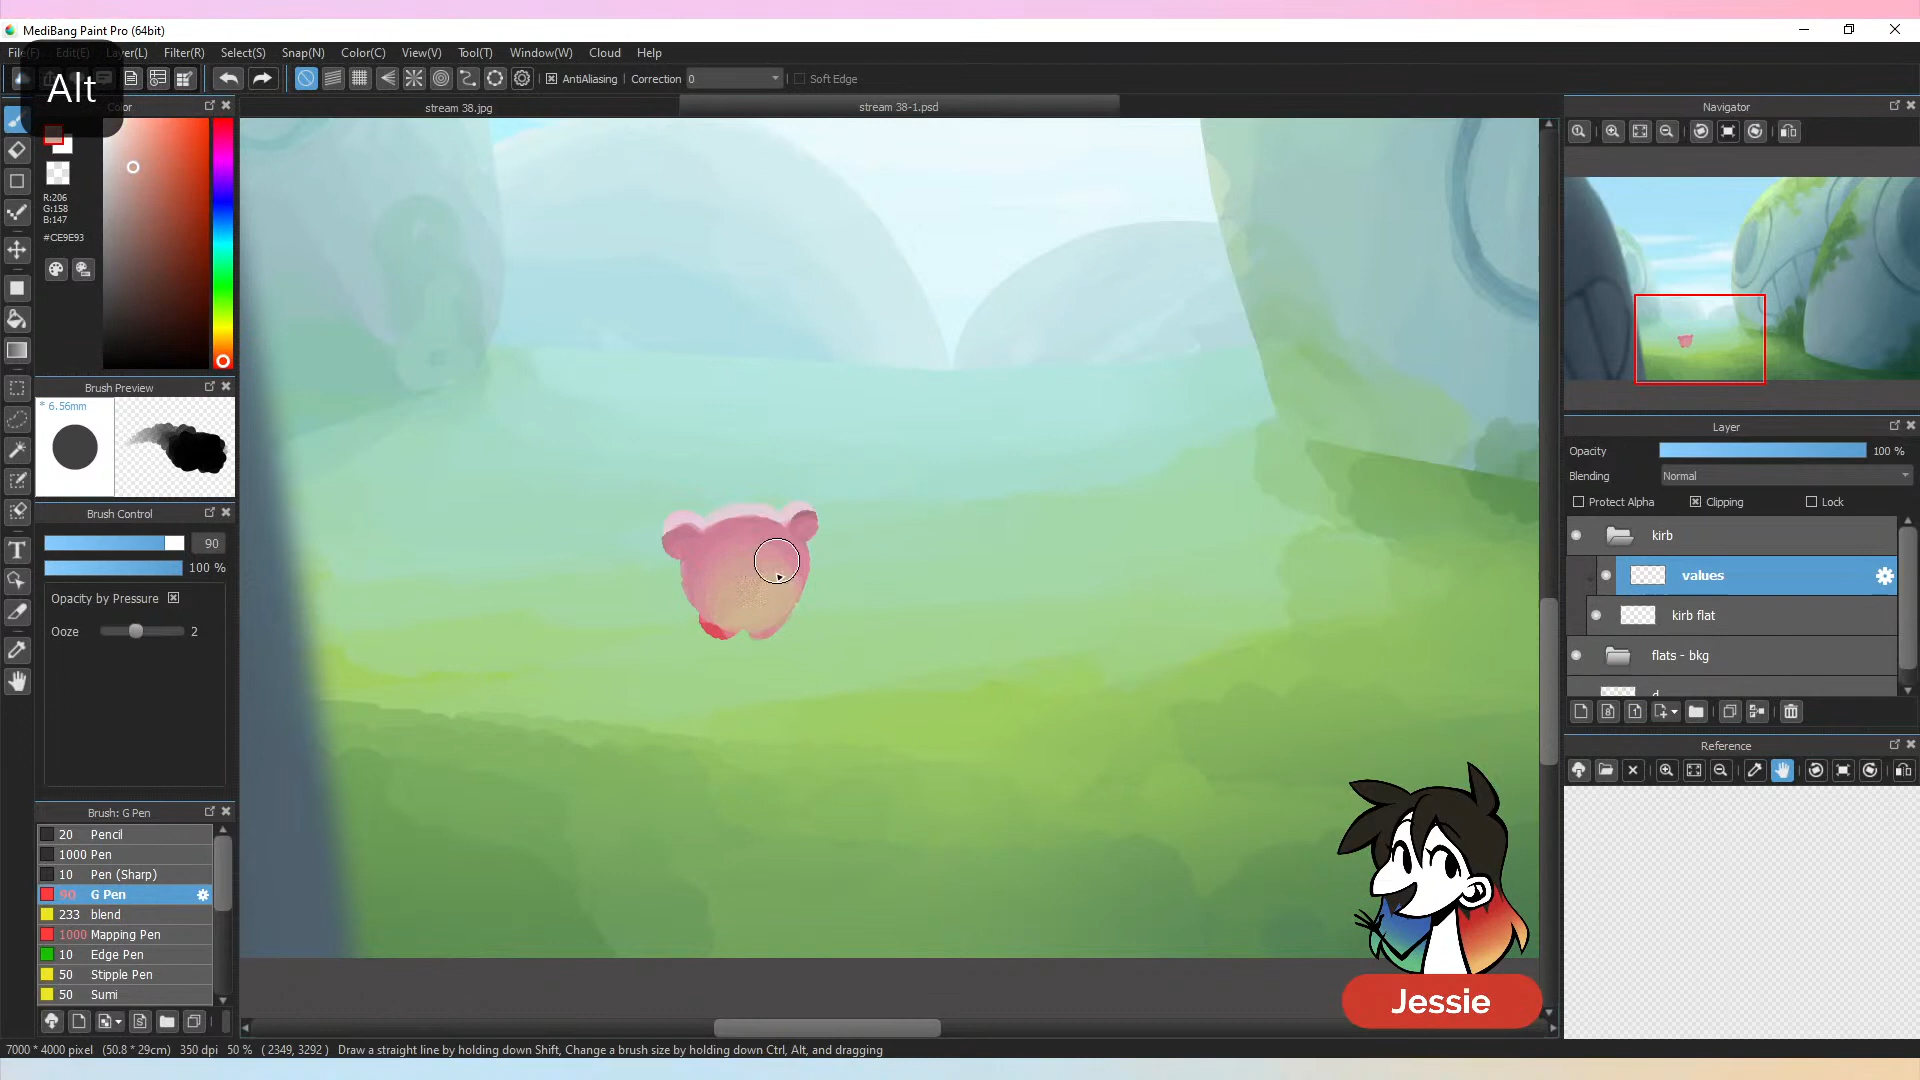 MediBang Paint Pro (64bit)
File(F) Edit(E) Layer(L) Filter(R) Select(S) Snap(N) Color(C) View(V) Tool(T) Window(W) Cloud Help
Alt
AntiAliasing Correction 0 Soft Edge
Color
stream 38.jpg
stream 38-1.psd
Navigator
R:206
G:158
B:147
#CE9E93
Brush Preview
* 6.56mm
Brush Control
90
100 %
Opacity by Pressure
Ooze 2
Layer
Opacity 100 %
Blending Normal
Protect Alpha Clipping Lock
kirb
values
kirb flat
flats - bkg
Reference
Brush: G Pen
20 Pencil
1000 Pen
10 Pen (Sharp)
90 G Pen
233 blend
1000 Mapping Pen
10 Edge Pen
50 Stipple Pen
50 Sumi
Jessie
7000 * 4000 pixel (50.8 * 29cm) 350 dpi 50 % ( 2349, 3292 ) Draw a straight line by holding down Shift, Change a brush size by holding down Ctrl, Alt, and dragging